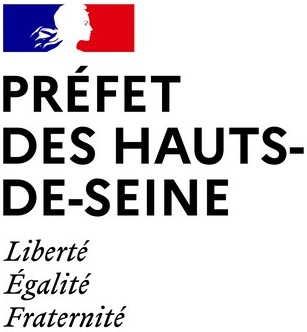 PRÉFET
DES HAUTS-
DE-SEINE
Liberté
Égalité
Fraternité